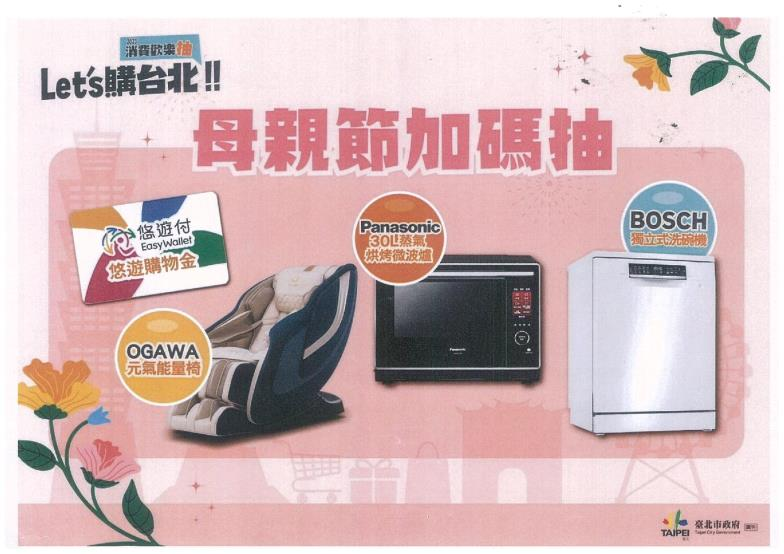 消費歡樂抽
Let's購台北!!
母親節加碼抽
悠遊付
EasyWallet
悠遊購物金
Panasonic
30L蒸氣
烘烤微波爐
BOSCH
獨立式洗碗機
OGAWA
元氣能量椅
Panasonic
TAIPEI
臺北市政府
Taipei City Government
廣告